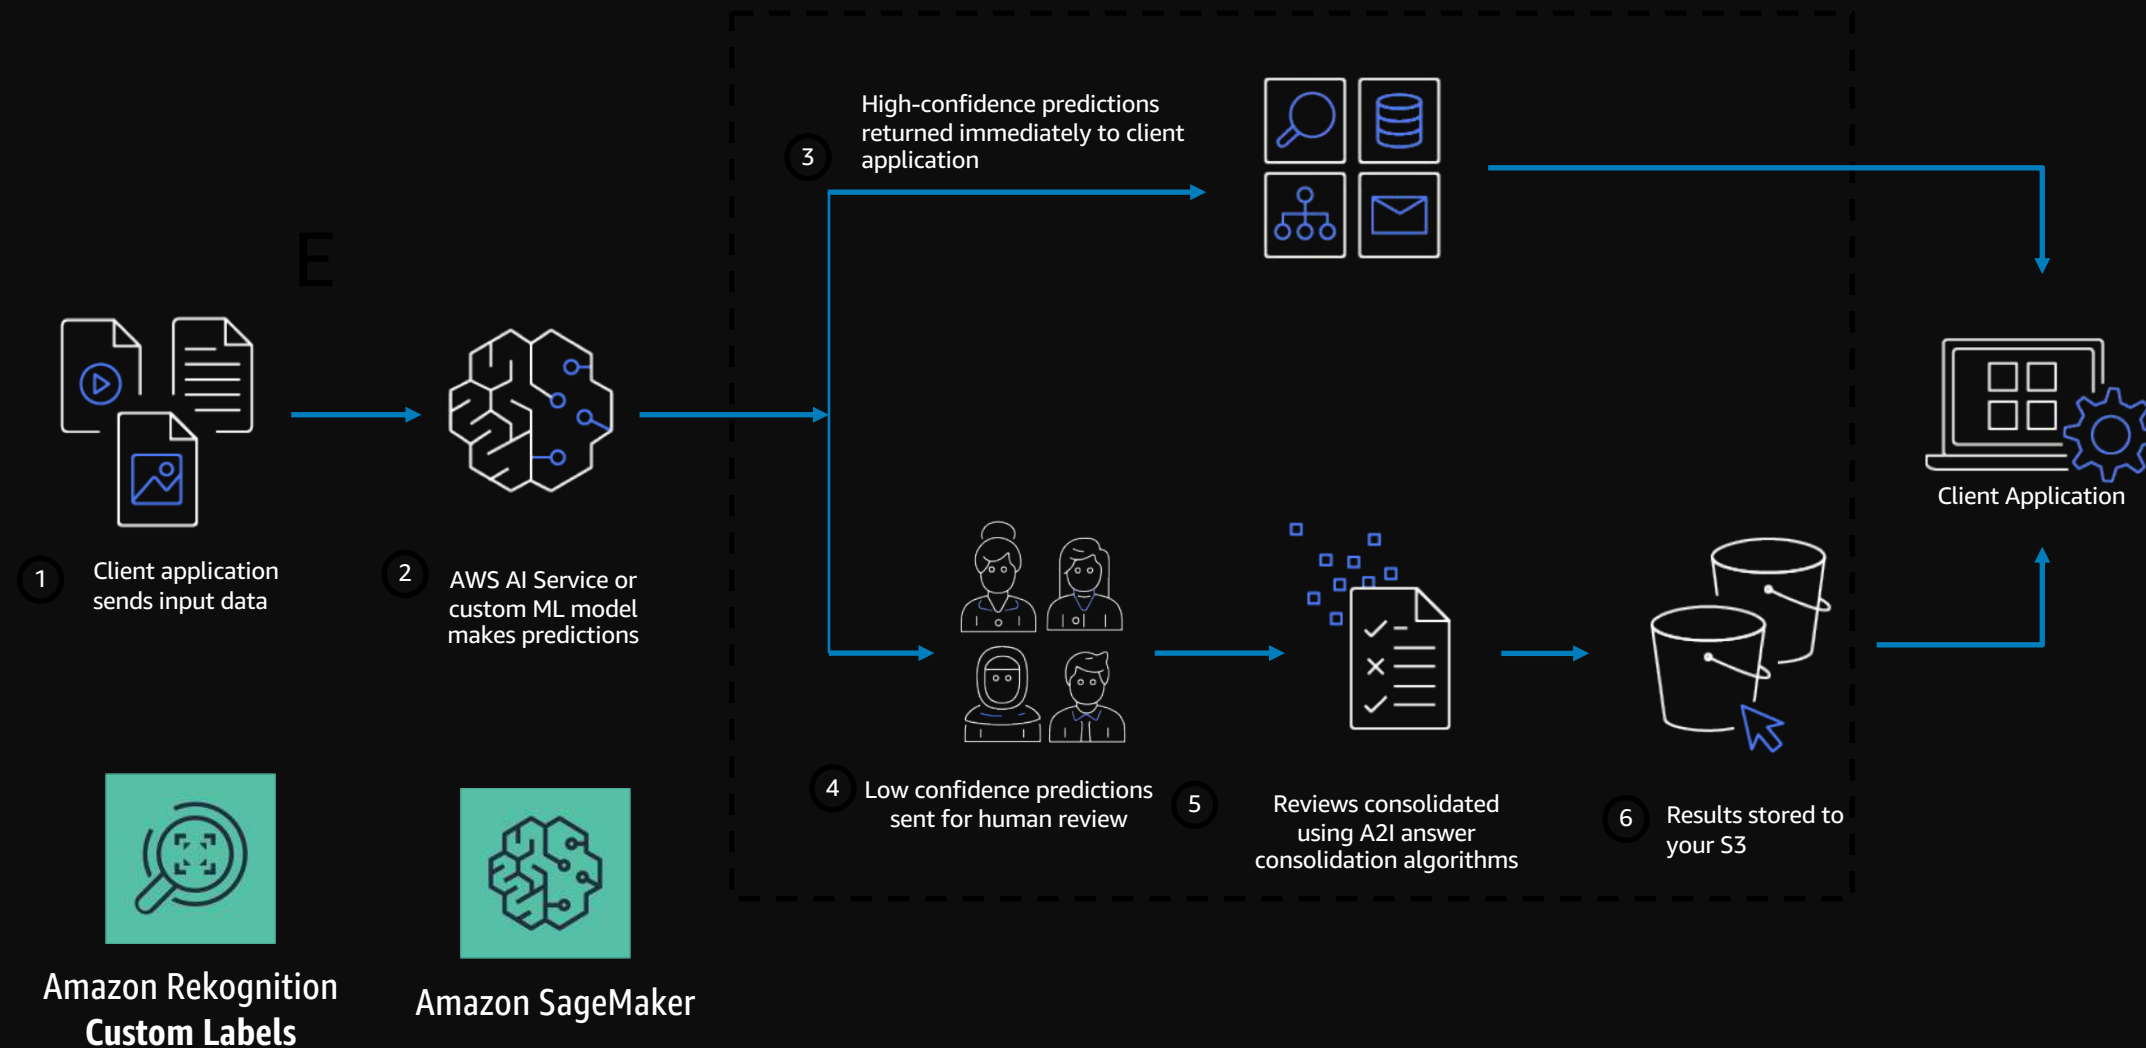 E
1
Client application
sends input data
2
AWS AI Service or
custom ML model
makes predictions
3
High-confidence predictions
returned immediately to client
application
4
Low confidence predictions
sent for human review
5
Reviews consolidated
using A2I answer
consolidation algorithms
6
Results stored to
your S3
Client Application
Amazon Rekognition
Custom Labels
Amazon SageMaker